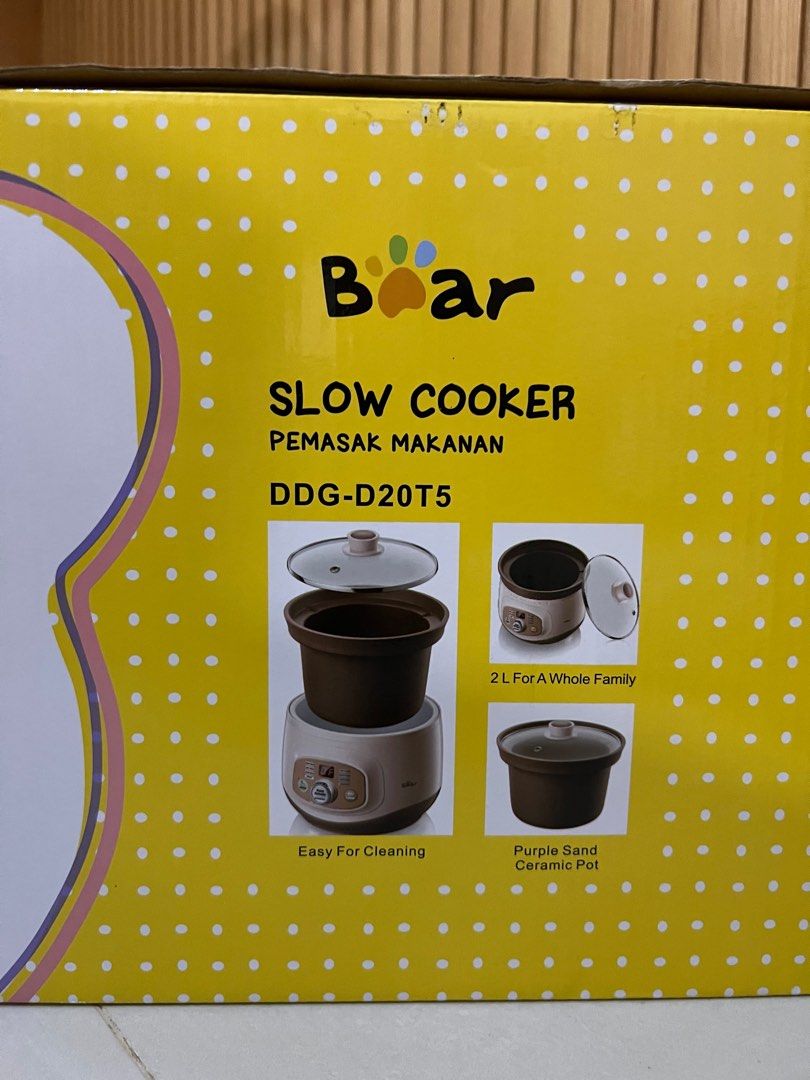 Bear
SLOW COOKER
PEMASAK MAKANAN
DDG-D20T5
2 L For A Whole Family
Easy For Cleaning
Purple Sand
Ceramic Pot